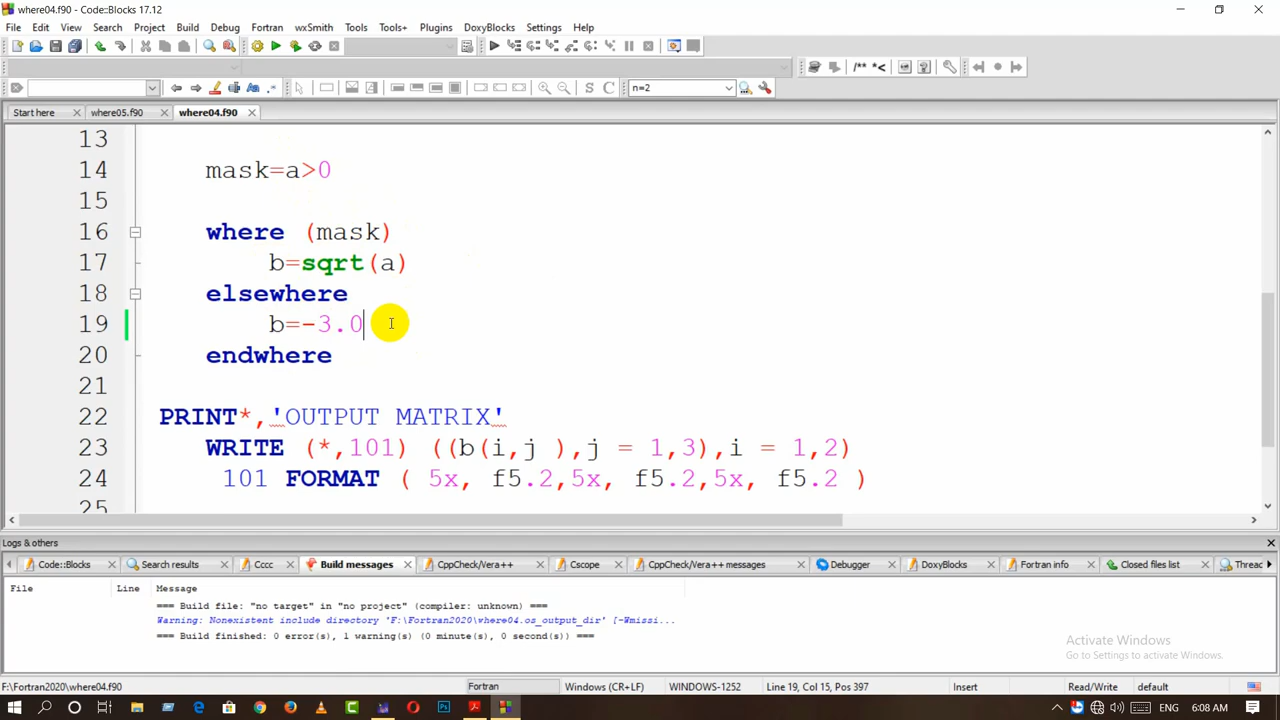 where04.f90 - Code::Blocks 17.12
File Edit View Search Project Build Debug Fortran wxSmith Tools Tools+ Plugins DoxyBlocks Settings Help
/** *<
S C n=2
Start here where05.f90 where04.f90
13
14 mask=a>0
15
16 where (mask)
17 b=sqrt(a)
18 elsewhere
19 b=-3.0
20 endwhere
21
22 PRINT*,'OUTPUT MATRIX'
23 WRITE (*,101) ((b(i,j ),j = 1,3),i = 1,2)
24 101 FORMAT ( 5x, f5.2,5x, f5.2,5x, f5.2 )
25
Logs & others
Code::Blocks Search results Cccc Build messages CppCheck/Vera++ Cscope CppCheck/Vera++ messages Debugger DoxyBlocks Fortran info Closed files list Threa
File Line Message
=== Build file: "no target" in "no project" (compiler: unknown) ===
Warning: Nonexistent include directory 'F:\Fortran2020\where04.os_output_dir' [-Wmissi...
=== Build finished: 0 error(s), 1 warning(s) (0 minute(s), 0 second(s)) ===
Activate Windows
Go to Settings to activate Windows.
F:\Fortran2020\where04.f90 Fortran Windows (CR+LF) WINDOWS-1252 Line 19, Col 15, Pos 397 Insert Read/Write default
ENG 6:08 AM